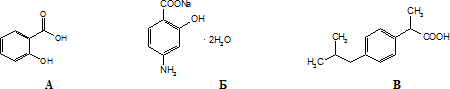 O
OH
OH
А
COONa
OH
· 2H₂O
NH₂
Б
CH₃
CH₃
H₃C
COOH
В